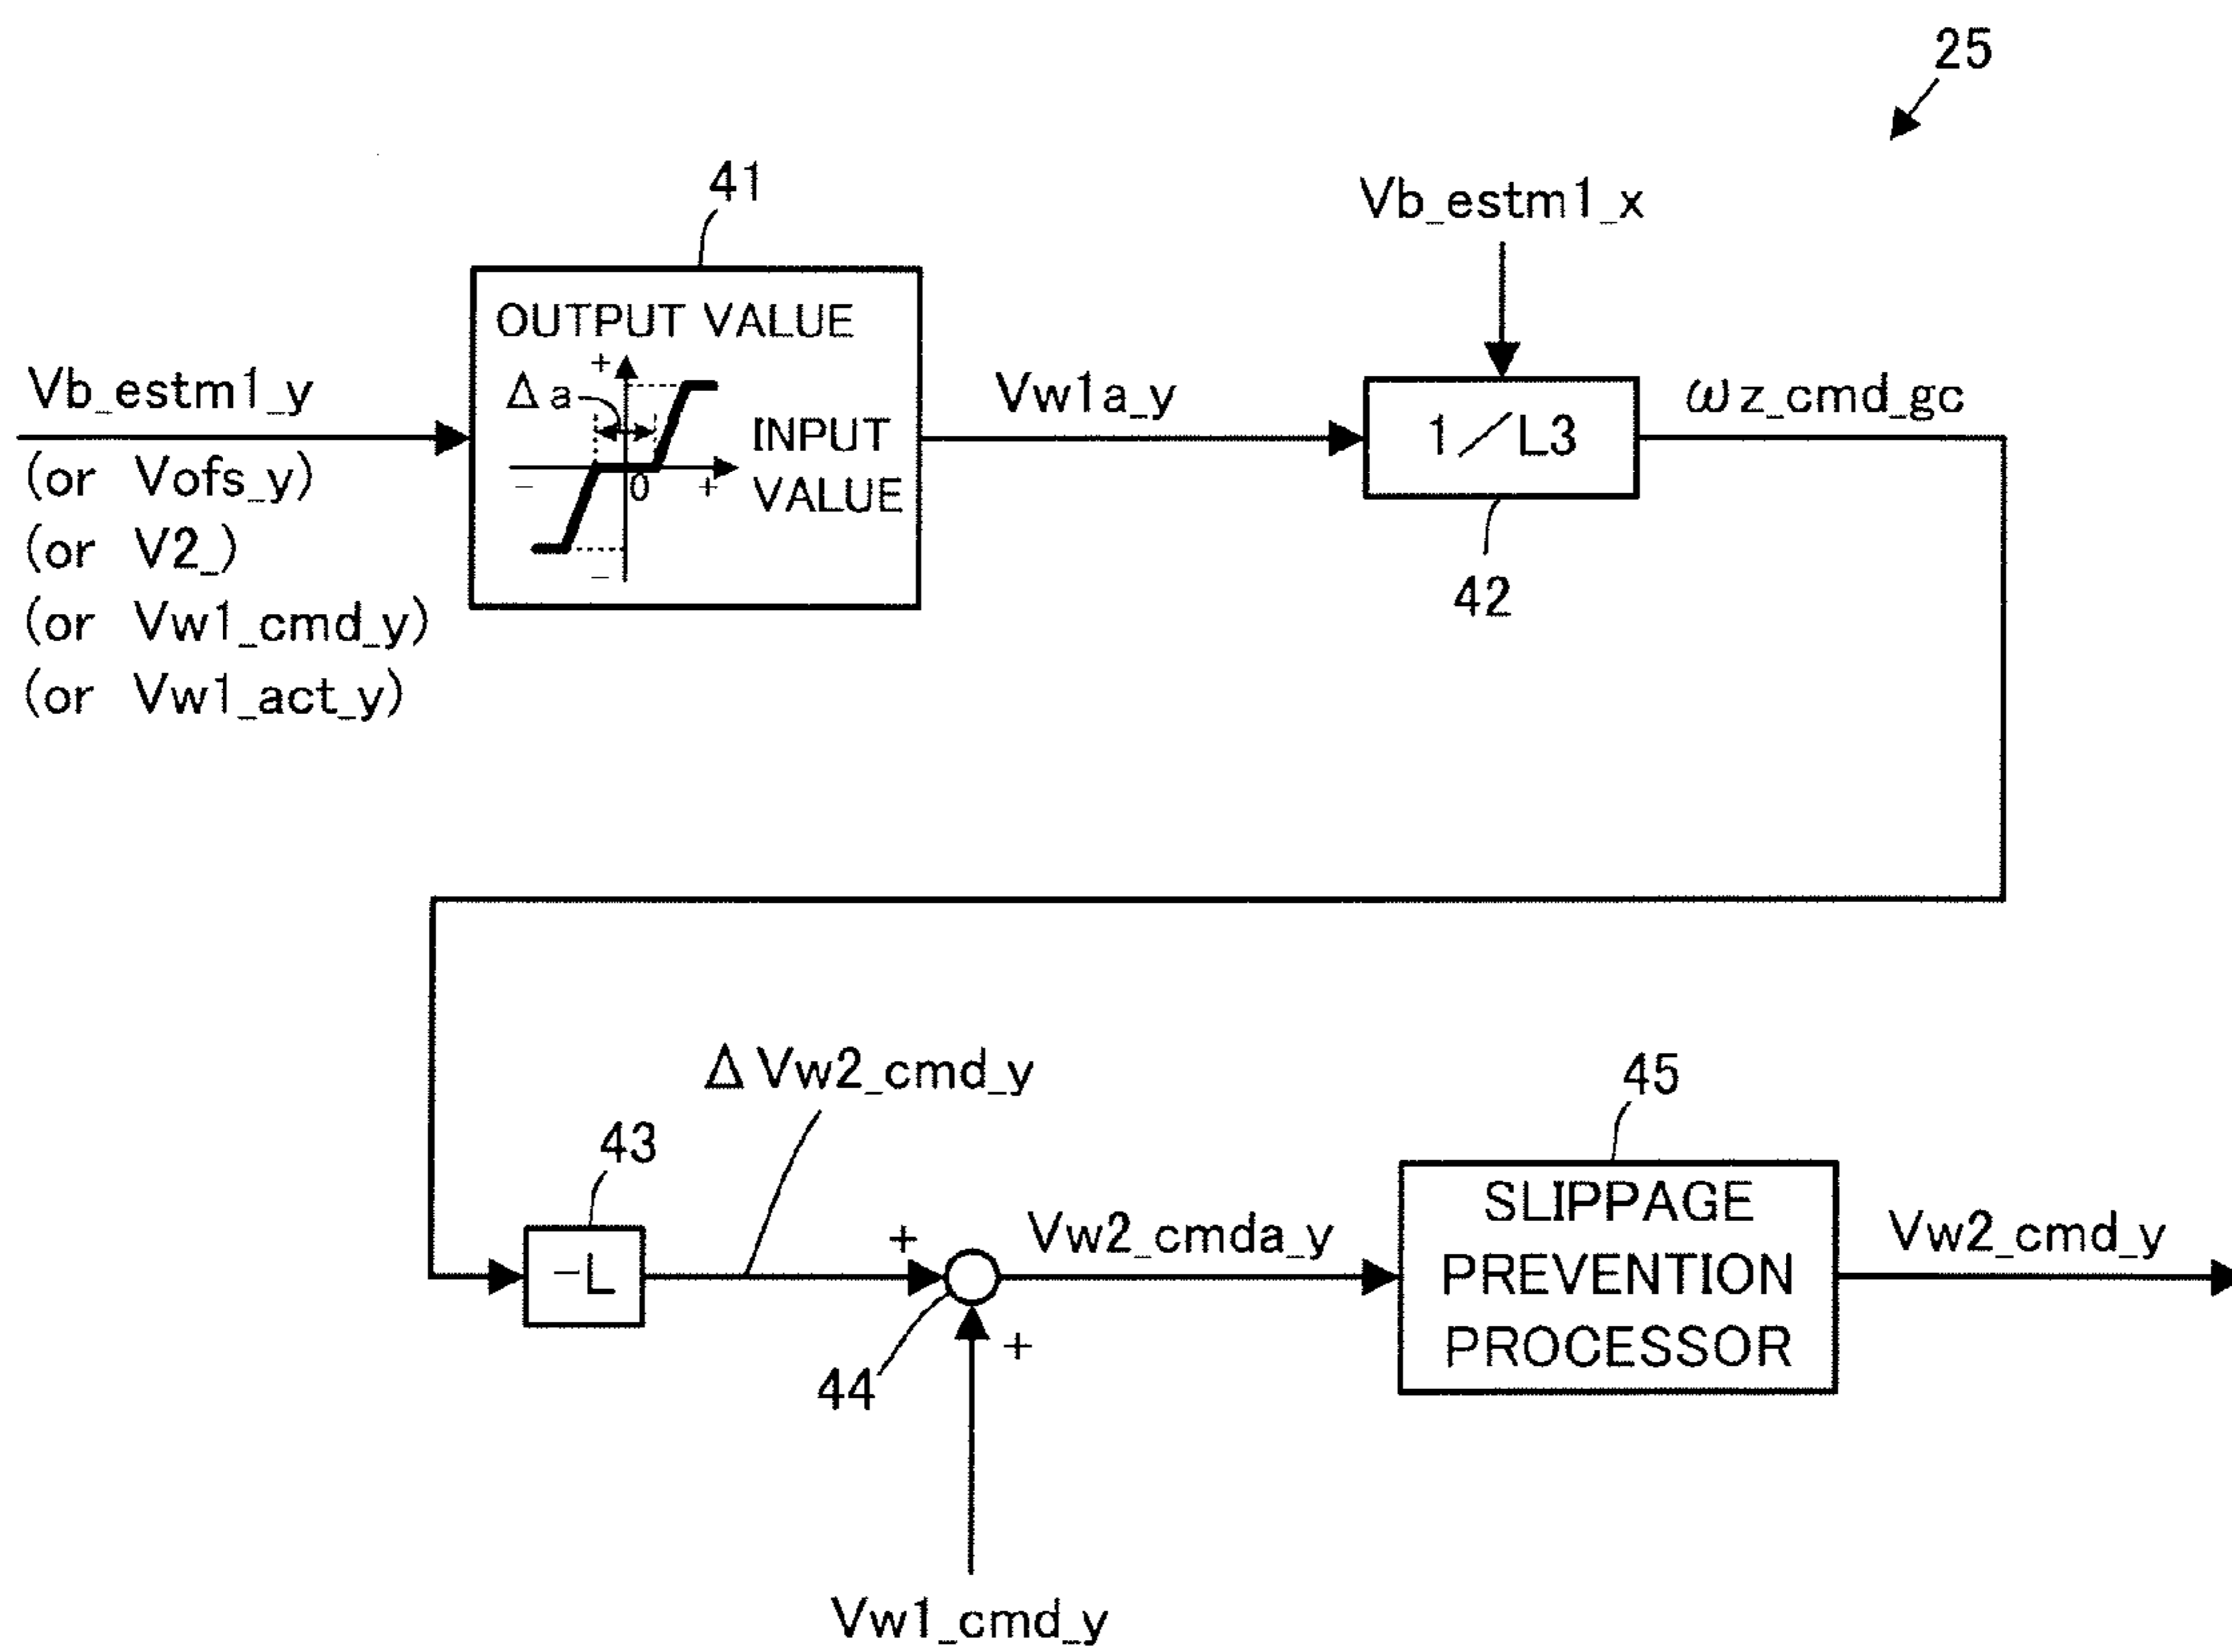 25
41
Vb_estm1_x
OUTPUT VALUE
+
Δa
INPUT
VALUE
-
0
+
-
Vb_estm1_y
(or Vofs_y)
(or V2_)
(or Vw1_cmd_y)
(or Vw1_act_y)
Vw1a_y
1/L3
ωz_cmd_gc
42
ΔVw2_cmd_y
43
-L
+
+
44
Vw2_cmda_y
Vw1_cmd_y
45
SLIPPAGE
PREVENTION
PROCESSOR
Vw2_cmd_y